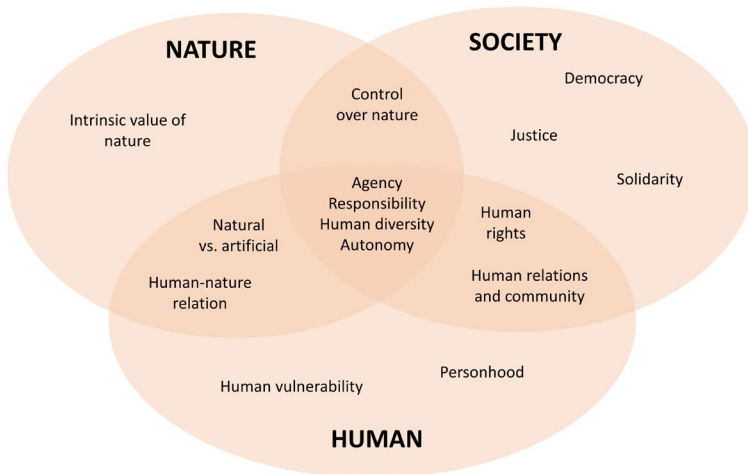 NATURE
SOCIETY
Democracy
Control
over nature
Intrinsic value of
nature
Justice
Solidarity
Agency
Responsibility
Human diversity
Autonomy
Natural
vs. artificial
Human
rights
Human-nature
relation
Human relations
and community
Human vulnerability
Personhood
HUMAN